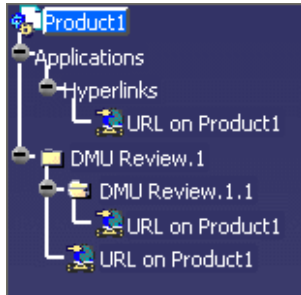 Product1
Applications
Hyperlinks
URL on Product1
DMU Review.1
DMU Review.1.1
URL on Product1
URL on Product1